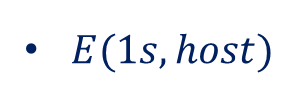 • E(1s, host)